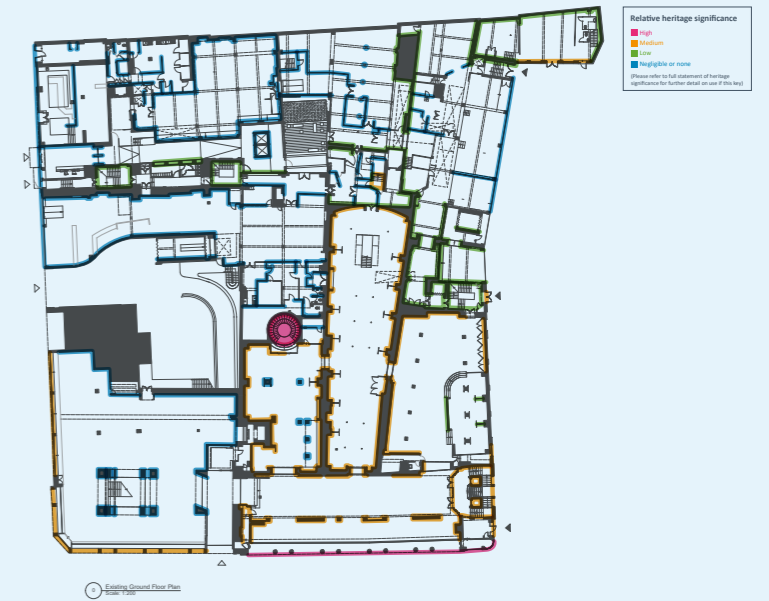 Relative heritage significance
High
Medium
Low
Negligible or none
(Please refer to full statement of heritage
significance for further detail on use if this key)
0 Existing Ground Floor Plan
Scale: 1:200